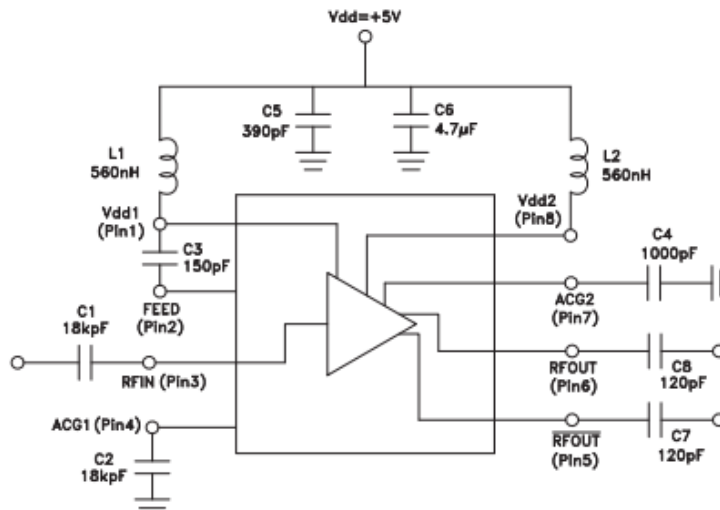 Vdd=+5V
C5
390pF
C6
4.7µF
L1
560nH
L2
560nH
Vdd1
(Pin1)
Vdd2
(Pin8)
C3
150pF
C4
1000pF
FEED
(Pin2)
ACG2
(Pin7)
C1
18kpF
RFIN (Pin3)
RFOUT
(Pin6)
C8
120pF
ACG1 (Pin4)
C2
18kpF
RFOUT
(Pin5)
C7
120pF